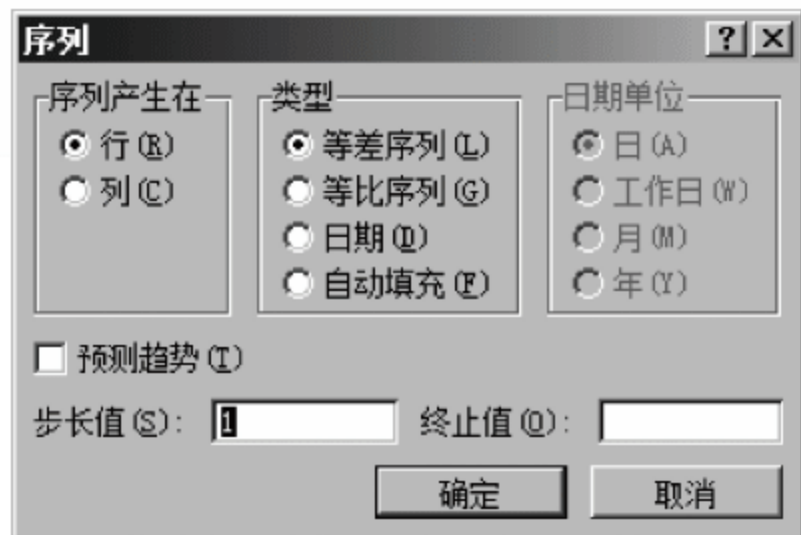 序列
序列产生在 类型 日期单位
行(R) 等差序列(L) 日(A)
列(C) 等比序列(G) 工作日(W)
日期(D) 月(M)
自动填充(F) 年(Y)
预测趋势(T)
步长值(S): 1 终止值(O):
确定 取消